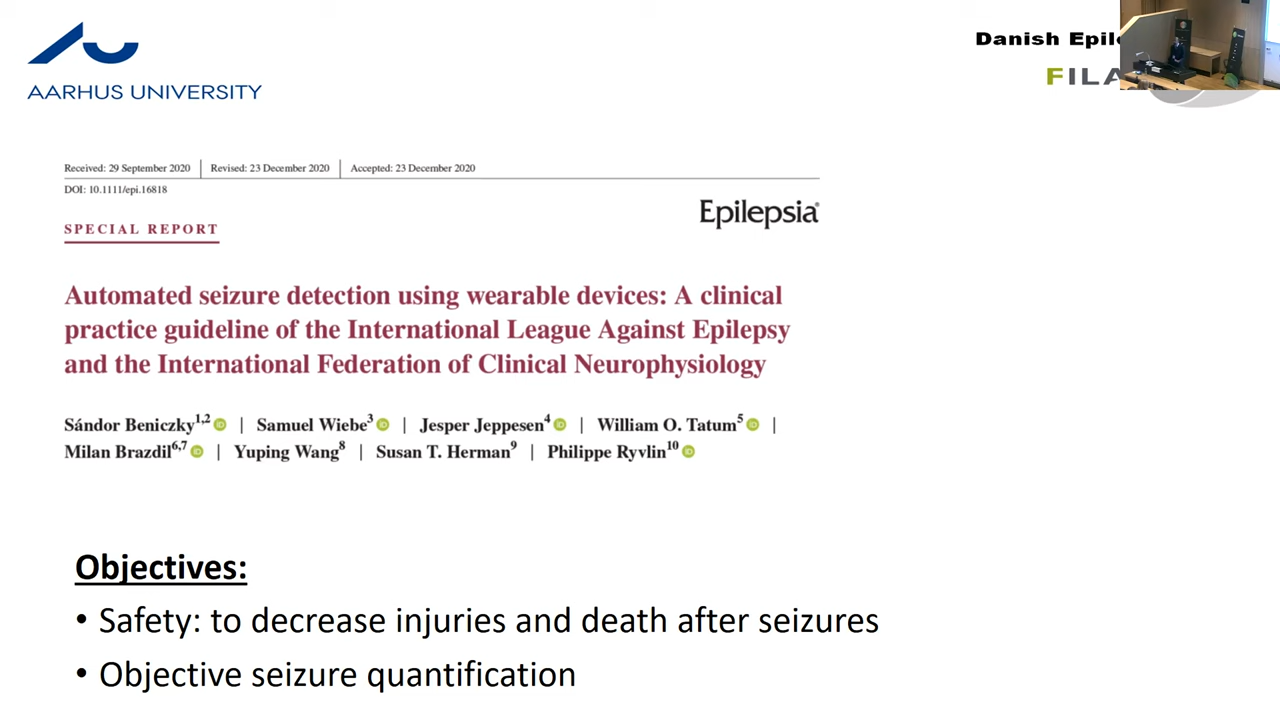 AARHUS UNIVERSITY
Danish
FILA
Received: 29 September 2020 | Revised: 23 December 2020 | Accepted: 23 December 2020
DOI: 10.1111/epi.16818
Epilepsia®
SPECIAL REPORT
Automated seizure detection using wearable devices: A clinical
practice guideline of the International League Against Epilepsy
and the International Federation of Clinical Neurophysiology
Sándor Beniczky1,2 | Samuel Wiebe3 | Jesper Jeppesen4 | William O. Tatum5 |
Milan Brazdil6,7 | Yuping Wang8 | Susan T. Herman9 | Philippe Ryvlin10
Objectives:
• Safety: to decrease injuries and death after seizures
• Objective seizure quantification